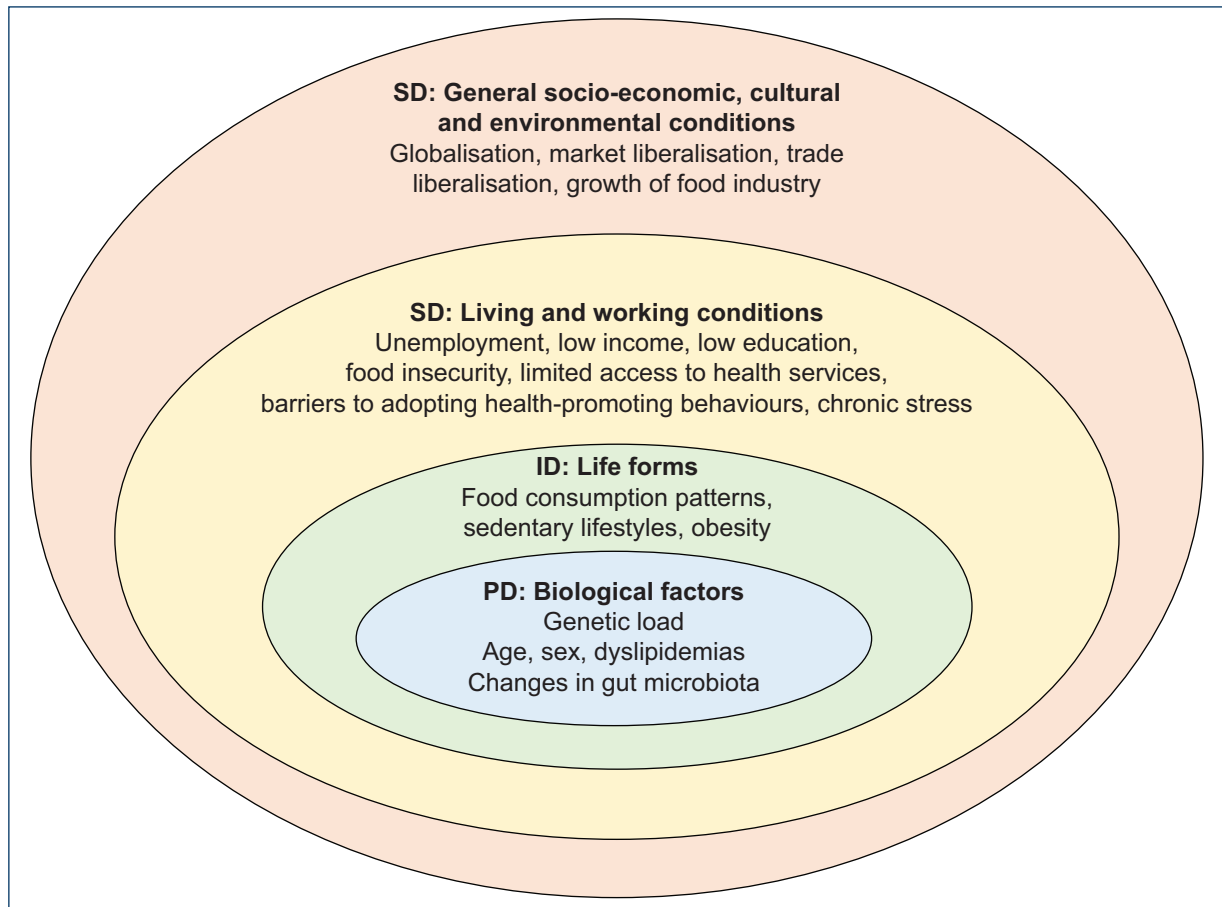 SD: General socio-economic, cultural
and environmental conditions
Globalisation, market liberalisation, trade
liberalisation, growth of food industry
SD: Living and working conditions
Unemployment, low income, low education,
food insecurity, limited access to health services,
barriers to adopting health-promoting behaviours, chronic stress
ID: Life forms
Food consumption patterns,
sedentary lifestyles, obesity
PD: Biological factors
Genetic load
Age, sex, dyslipidemias
Changes in gut microbiota